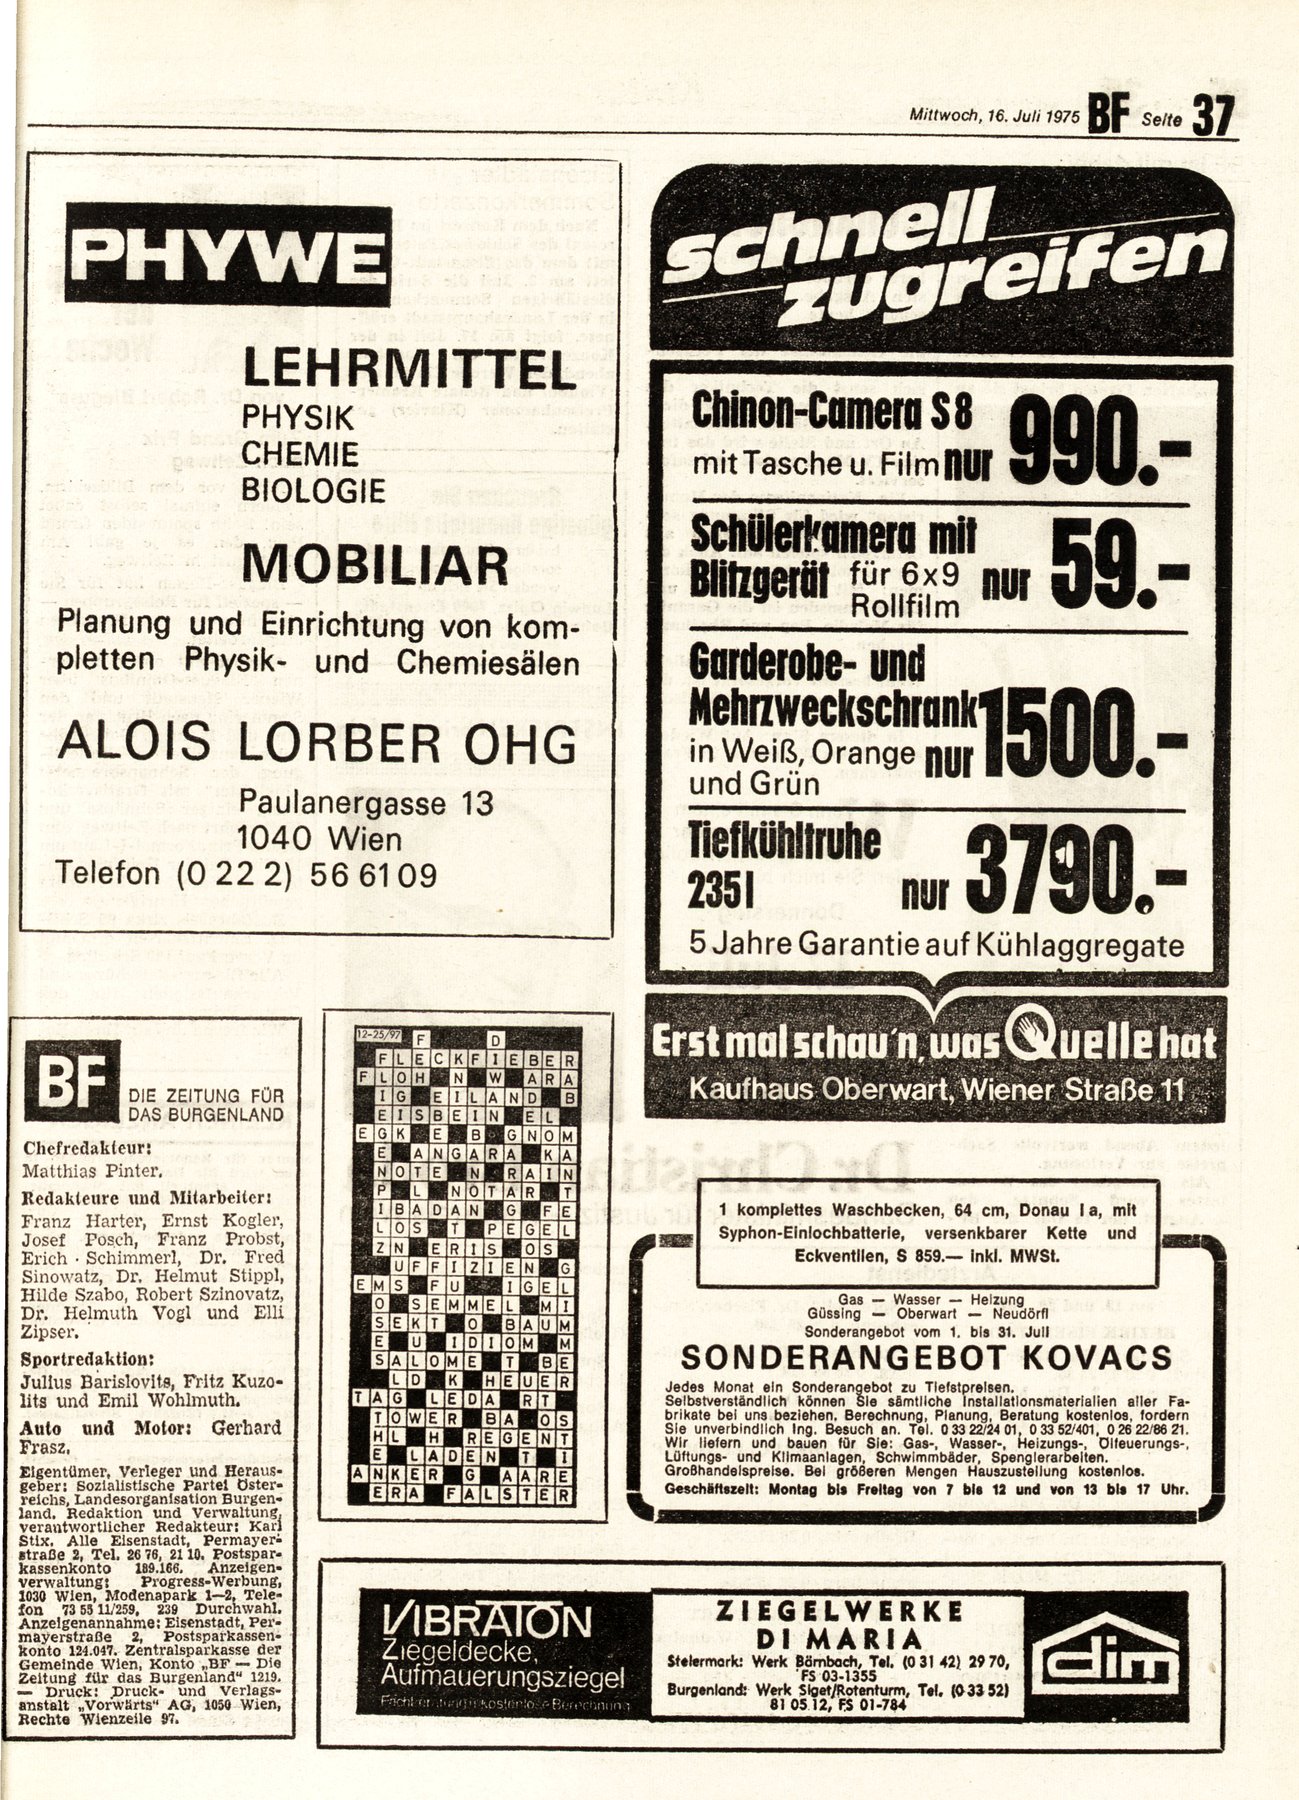 Mittwoch, 16. Juli 1975 BF Seite 37
PHYWE
LEHRMITTEL
PHYSIK
CHEMIE
BIOLOGIE
MOBILIAR
Planung und Einrichtung von kom-
pletten Physik- und Chemiesälen
ALOIS LORBER OHG
Paulanergasse 13
1040 Wien
Telefon (0 22 2) 56 61 09
schnell
zugreifen
Chinon-Camera S 8
mit Tasche u. Film nur 990.-
Schülerkamera mit
Blitzgerät für 6x9
Rollfilm nur 59.-
Garderobe- und
Mehrzweckschrank
in Weiß, Orange
und Grün nur 1500.-
Tiefkühltruhe
235 l nur 3790.-
5 Jahre Garantie auf Kühlaggregate
Erst mal schau'n, was Quelle hat
Kaufhaus Oberwart, Wiener Straße 11
BF
DIE ZEITUNG FÜR
DAS BURGENLAND
Chefredakteur:
Matthias Pinter.
Redakteure und Mitarbeiter:
Franz Harter, Ernst Kogler,
Josef Posch, Franz Probst,
Erich Schimmerl, Dr. Fred
Sinowatz, Dr. Helmut Stippl,
Hilde Szabo, Robert Szinovatz,
Dr. Helmuth Vogl und Elli
Zipser.
Sportredaktion:
Julius Barislovits, Fritz Kuzo-
lits und Emil Wohlmuth.
Auto und Motor: Gerhard
Frasz.
Eigentümer, Verleger und Heraus-
geber: Sozialistische Partei Öster-
reichs, Landesorganisation Burgen-
land. Redaktion und Verwaltung,
verantwortlicher Redakteur: Karl
Stix. Alle Eisenstadt, Permayer-
straße 2, Tel. 26 76, 21 10. Postspar-
kassenkonto 189.166. Anzeigen-
verwaltung: Progress-Werbung,
1030 Wien, Modenapark 1—2, Tele-
fon 73 55 11/259, 239 Durchwahl.
Anzeigenannahme: Eisenstadt, Per-
mayerstraße 2, Postsparkassen-
konto 124.047. Zentralsparkasse der
Gemeinde Wien, Konto „BF — Die
Zeitung für das Burgenland" 1219.
— Druck: Druck- und Verlags-
anstalt „Vorwärts" AG, 1050 Wien,
Rechte Wienzeile 97.
12-25/97 F D
FLECKFIEBER
FLOH N W ARA
IG EILAND B
EISBEIN EL
EGK E B GNOM
E ANGARA KA
NOTE N RAIN
P L NOTAR T
IBADAN G FE
LOS T PEGEL
ZN ERIS OS
UFFIZIEN G
EMS FU IGEL
O SEMMEL MI
SEKT O BAUM
E U IDIOM M
SALOME T BE
LD K HEUER
TAG LEDA RT
TOWER BA OS
HL H REGENT
E LADEN T I
ANKER G AARE
ERA FALSTER
1 komplettes Waschbecken, 64 cm, Donau I a, mit
Syphon-Einlochbatterie, versenkbarer Kette und
Eckventilen, S 859.— inkl. MWSt.
Gas — Wasser — Heizung
Güssing — Oberwart — Neudörfl
Sonderangebot vom 1. bis 31. Juli
SONDERANGEBOT KOVACS
Jedes Monat ein Sonderangebot zu Tiefstpreisen.
Selbstverständlich können Sie sämtliche Installationsmaterialien aller Fa-
brikate bei uns beziehen. Berechnung, Planung, Beratung kostenlos, fordern
Sie unverbindlich Ing. Besuch an. Tel. 0 33 22/24 01, 0 33 52/401, 0 26 22/86 21.
Wir liefern und bauen für Sie: Gas-, Wasser-, Heizungs-, Ölfeuerungs-,
Lüftungs- und Klimaanlagen, Schwimmbäder, Spenglerarbeiten.
Großhandelspreise. Bei größeren Mengen Hauszustellung kostenlos.
Geschäftszeit: Montag bis Freitag von 7 bis 12 und von 13 bis 17 Uhr.
VIBRATON
Ziegeldecke,
Aufmauerungsziegel
Fachberatung kostenlose Berechnung
ZIEGELWERKE
DI MARIA
Steiermark: Werk Bärnbach, Tel. (0 31 42) 29 70,
FS 03-1355
Burgenland: Werk Siget/Rotenturm, Tel. (0 33 52)
81 05 12, FS 01-784
dim